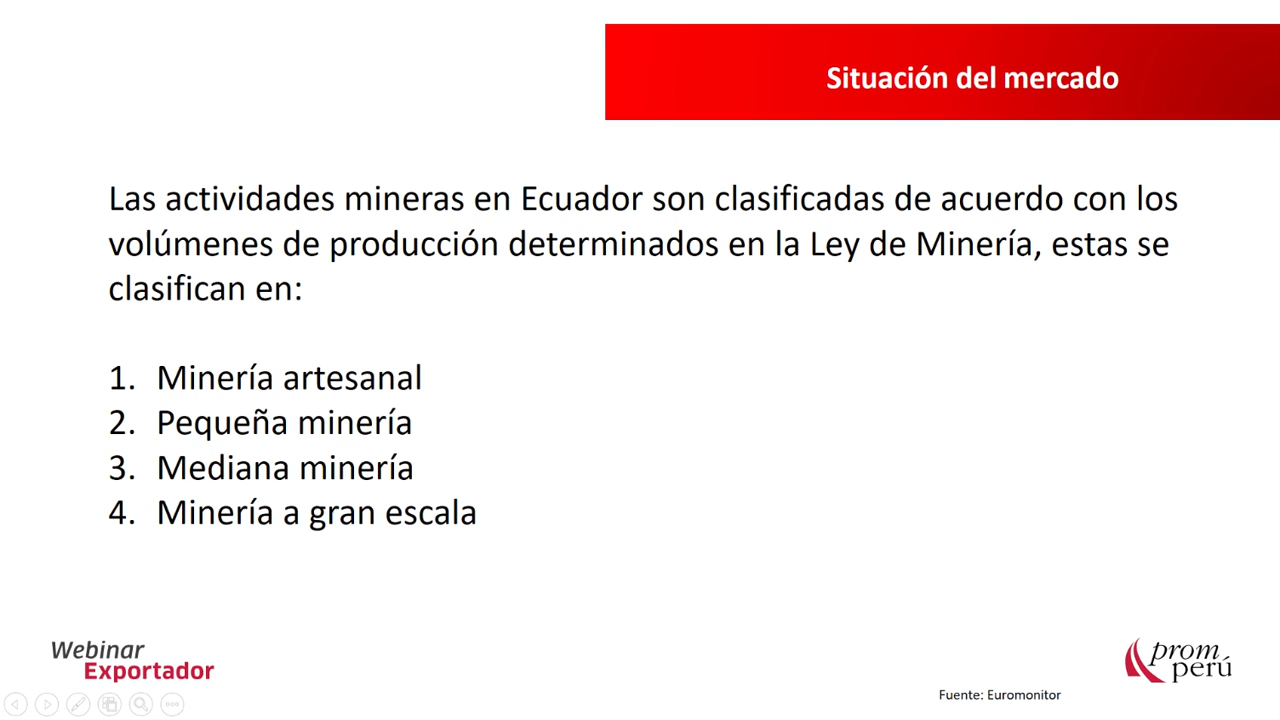 Situación del mercado
Las actividades mineras en Ecuador son clasificadas de acuerdo con los
volúmenes de producción determinados en la Ley de Minería, estas se
clasifican en:
1. Minería artesanal
2. Pequeña minería
3. Mediana minería
4. Minería a gran escala
Webinar
Exportador
prom
perú
Fuente: Euromonitor